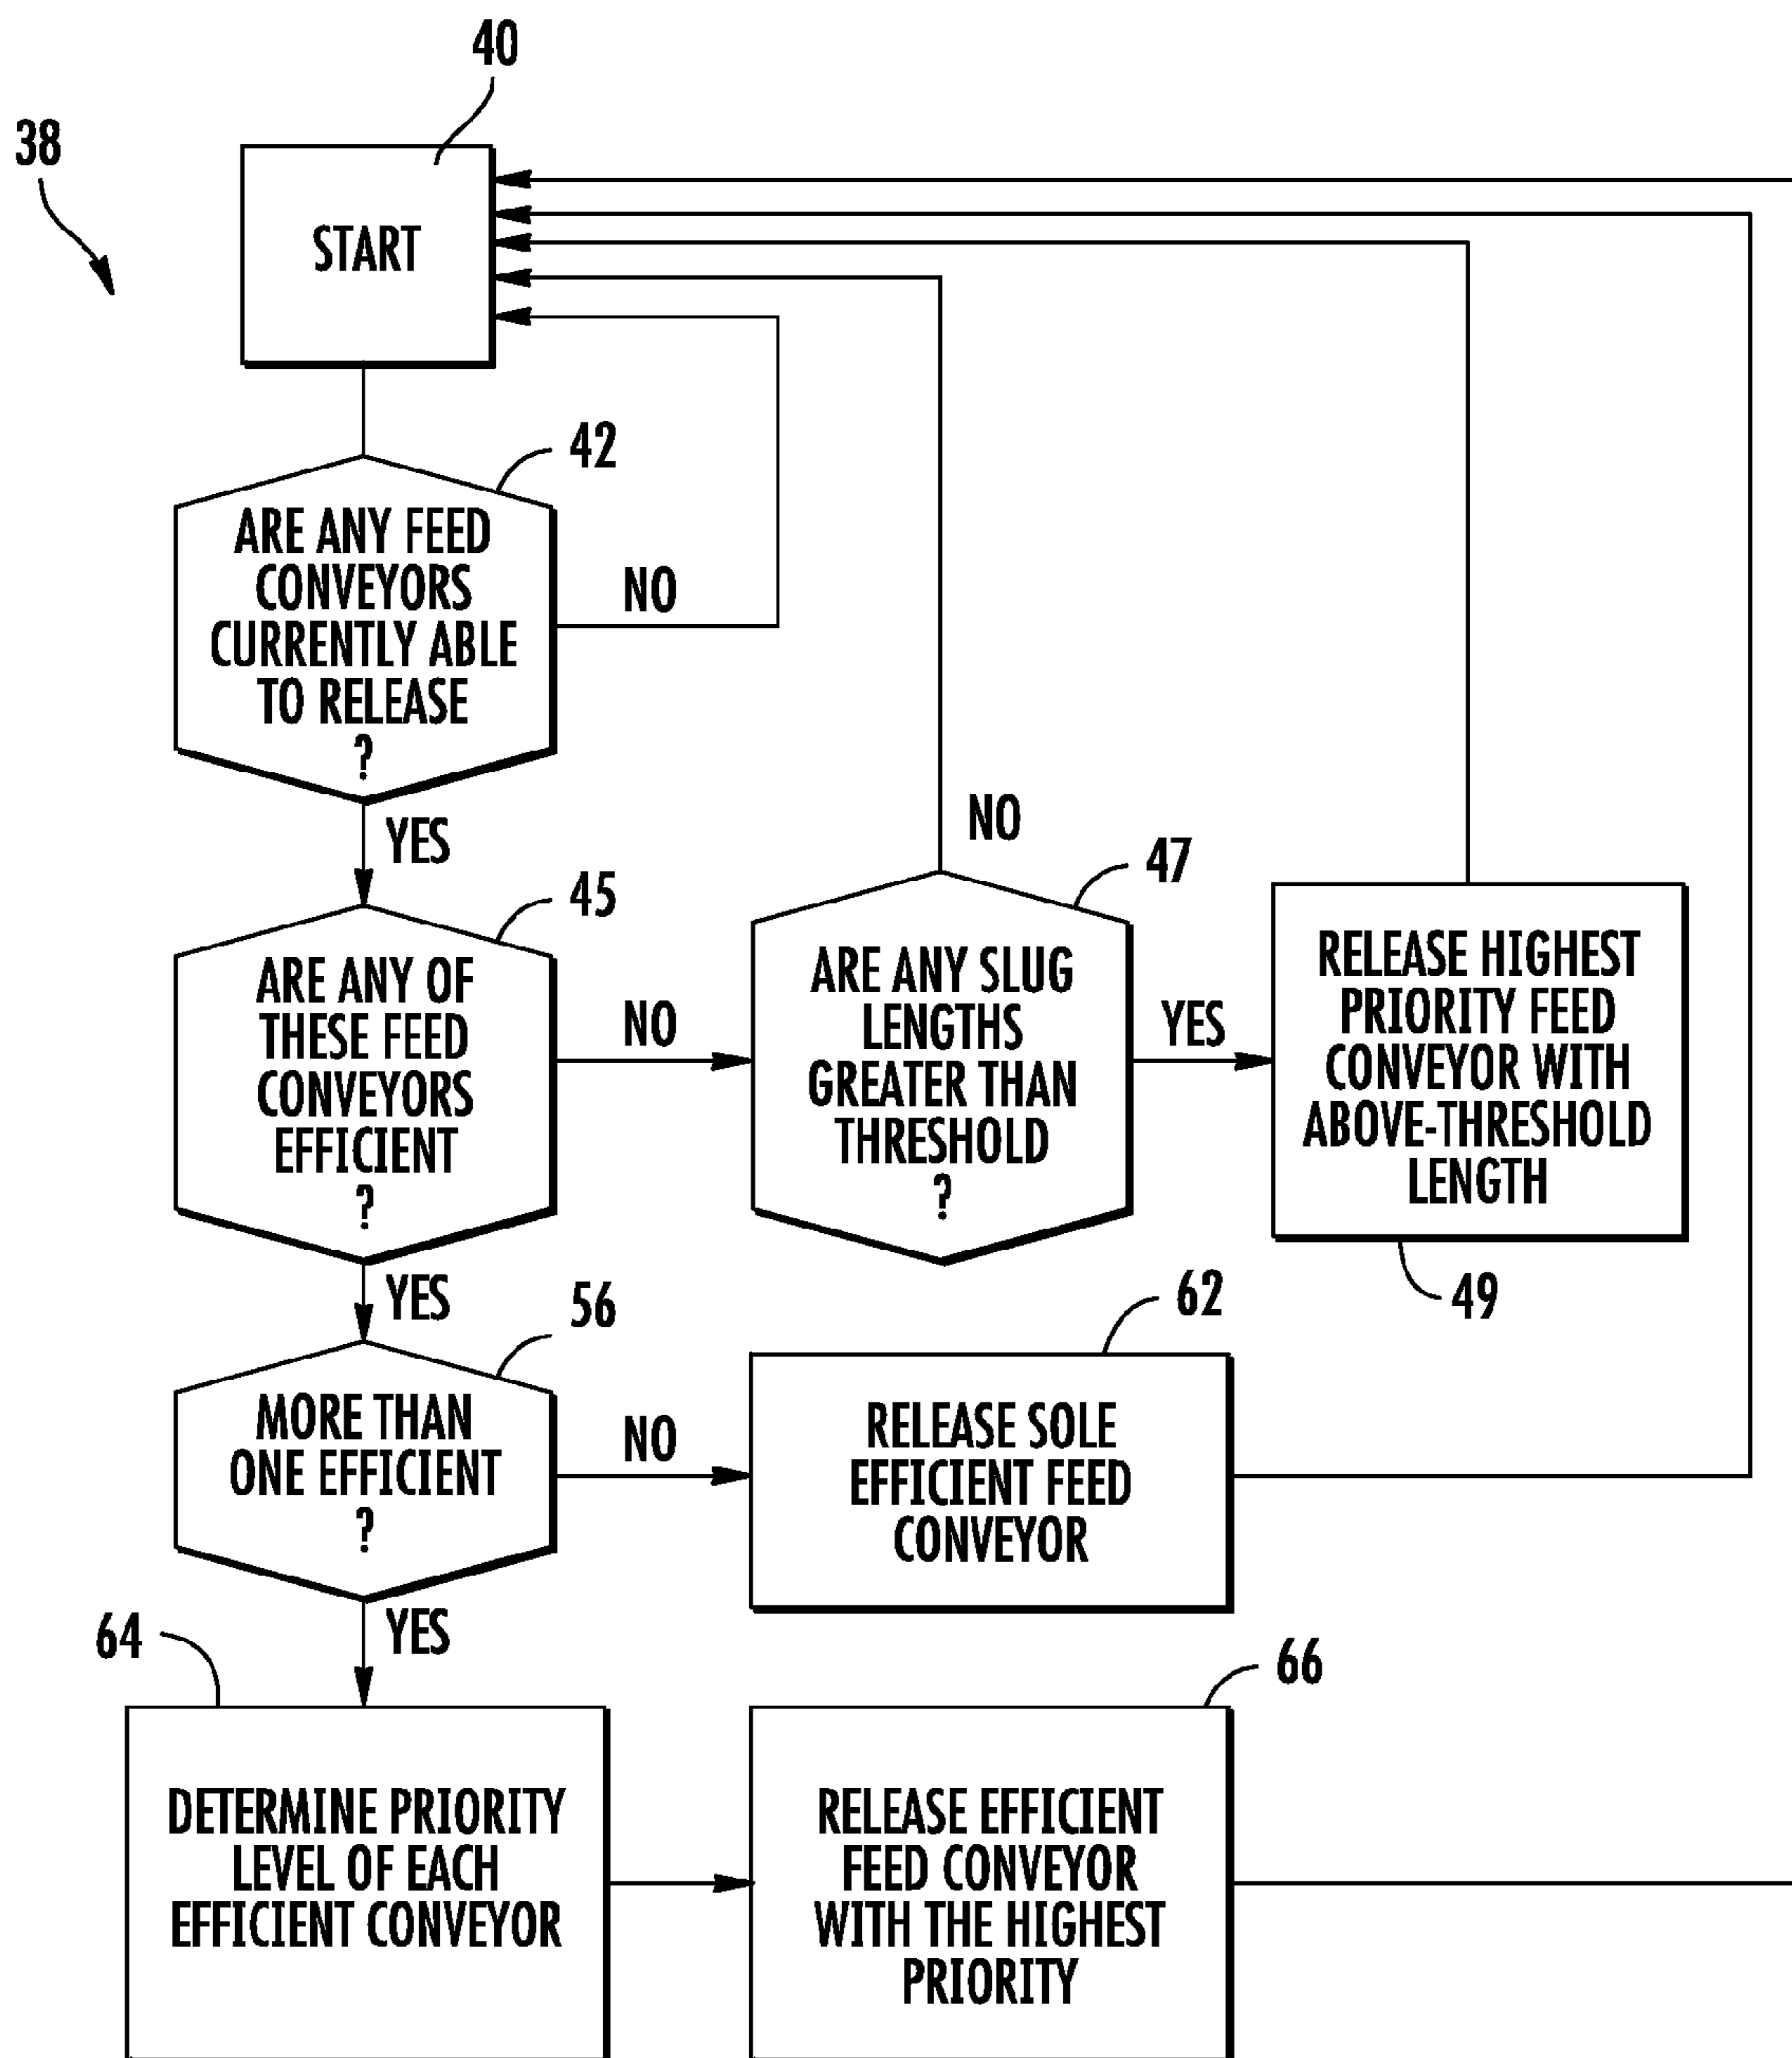 40
38
START
42
ARE ANY FEED
CONVEYORS
CURRENTLY ABLE
TO RELEASE
?
NO
YES
45
ARE ANY OF
THESE FEED
CONVEYORS
EFFICIENT
?
NO
NO
47
ARE ANY SLUG
LENGTHS
GREATER THAN
THRESHOLD
?
YES
RELEASE HIGHEST
PRIORITY FEED
CONVEYOR WITH
ABOVE-THRESHOLD
LENGTH
49
YES
56
MORE THAN
ONE EFFICIENT
?
NO
62
RELEASE SOLE
EFFICIENT FEED
CONVEYOR
YES
64
DETERMINE PRIORITY
LEVEL OF EACH
EFFICIENT CONVEYOR
66
RELEASE EFFICIENT
FEED CONVEYOR
WITH THE HIGHEST
PRIORITY